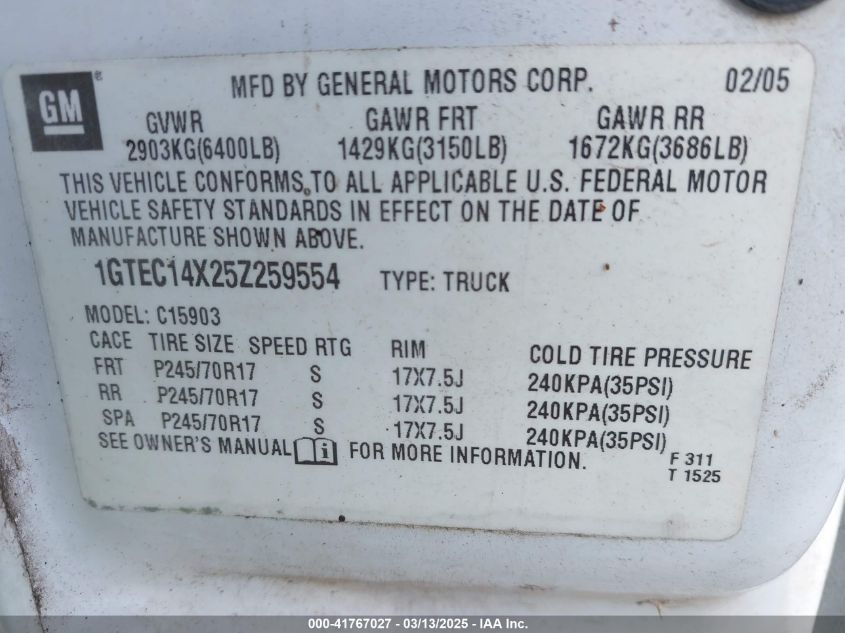 GM ® MFD BY GENERAL MOTORS CORP. 02/05
GVWR GAWR FRT GAWR RR
2903KG(6400LB) 1429KG(3150LB) 1672KG(3686LB)
THIS VEHICLE CONFORMS TO ALL APPLICABLE U.S. FEDERAL MOTOR
VEHICLE SAFETY STANDARDS IN EFFECT ON THE DATE OF
MANUFACTURE SHOWN ABOVE.
1GTEC14X25Z259554 TYPE: TRUCK
MODEL: C15903
CACE TIRE SIZE SPEED RTG RIM COLD TIRE PRESSURE
FRT P245/70R17 S 17X7.5J 240KPA(35PSI)
RR P245/70R17 S 17X7.5J 240KPA(35PSI)
SPA P245/70R17 S 17X7.5J 240KPA(35PSI)
SEE OWNER'S MANUAL i FOR MORE INFORMATION. F 311
T 1525
000-41767027 - 03/13/2025 - IAA Inc.